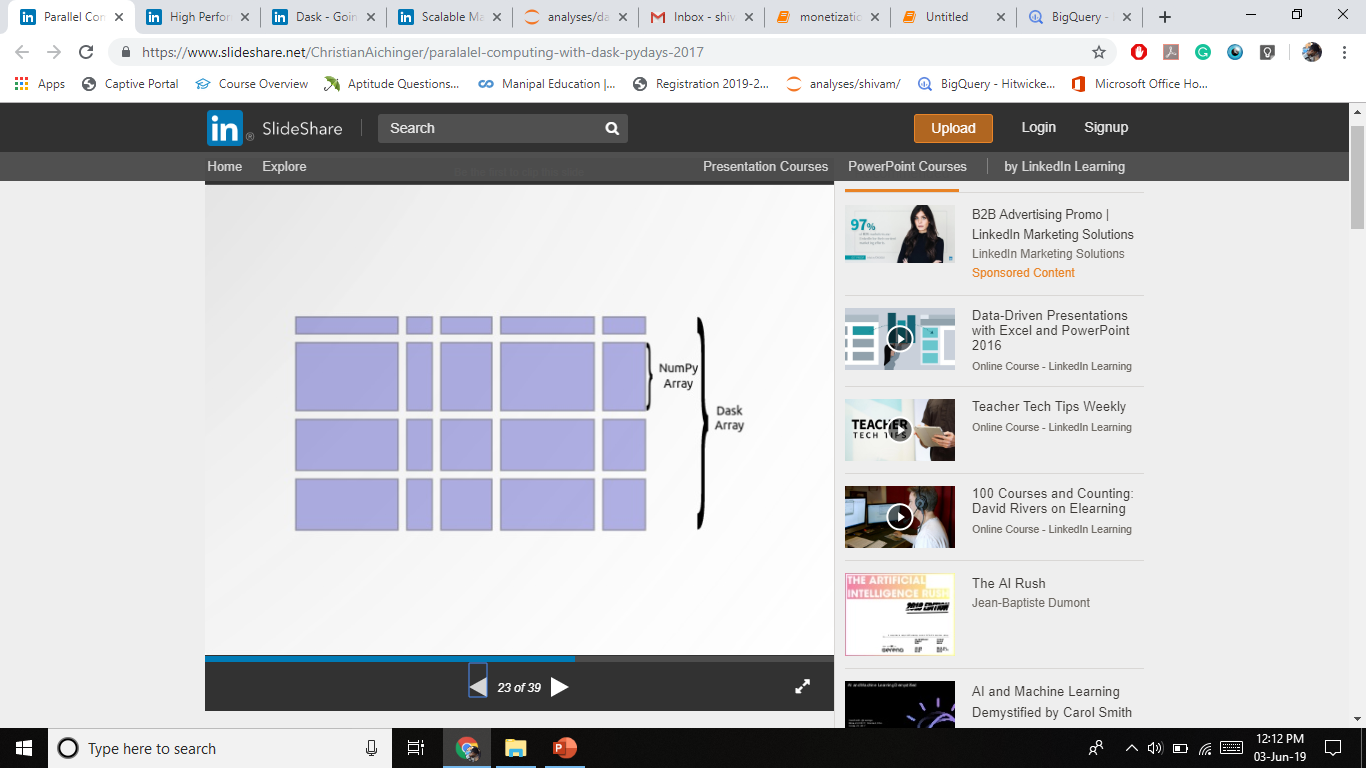 Parallel Con
High Perfor
Dask - Goin
Scalable Ma
analyses/da
Inbox - shiv
monetizatio
Untitled
BigQuery -
https://www.slideshare.net/ChristianAichinger/paralalel-computing-with-dask-pydays-2017
Apps
Captive Portal
Course Overview
Aptitude Questions...
Manipal Education |...
Registration 2019-2...
analyses/shivam/
BigQuery - Hitwicke...
Microsoft Office Ho...
in SlideShare
Search
Upload
Login
Signup
Home
Explore
Presentation Courses
PowerPoint Courses
by LinkedIn Learning
NumPy
Array
Dask
Array
23 of 39
97%
B2B Advertising Promo |
LinkedIn Marketing Solutions
LinkedIn Marketing Solutions
Sponsored Content
Data-Driven Presentations
with Excel and PowerPoint
2016
Online Course - LinkedIn Learning
TEACHER
TECH TIPS
Teacher Tech Tips Weekly
Online Course - LinkedIn Learning
100 Courses and Counting:
David Rivers on Elearning
Online Course - LinkedIn Learning
THE ARTIFICIAL
INTELLIGENCE RUSH
2019 EDITION
The AI Rush
Jean-Baptiste Dumont
AI and Machine Learning
Demystified by Carol Smith
Type here to search
12:12 PM
03-Jun-19